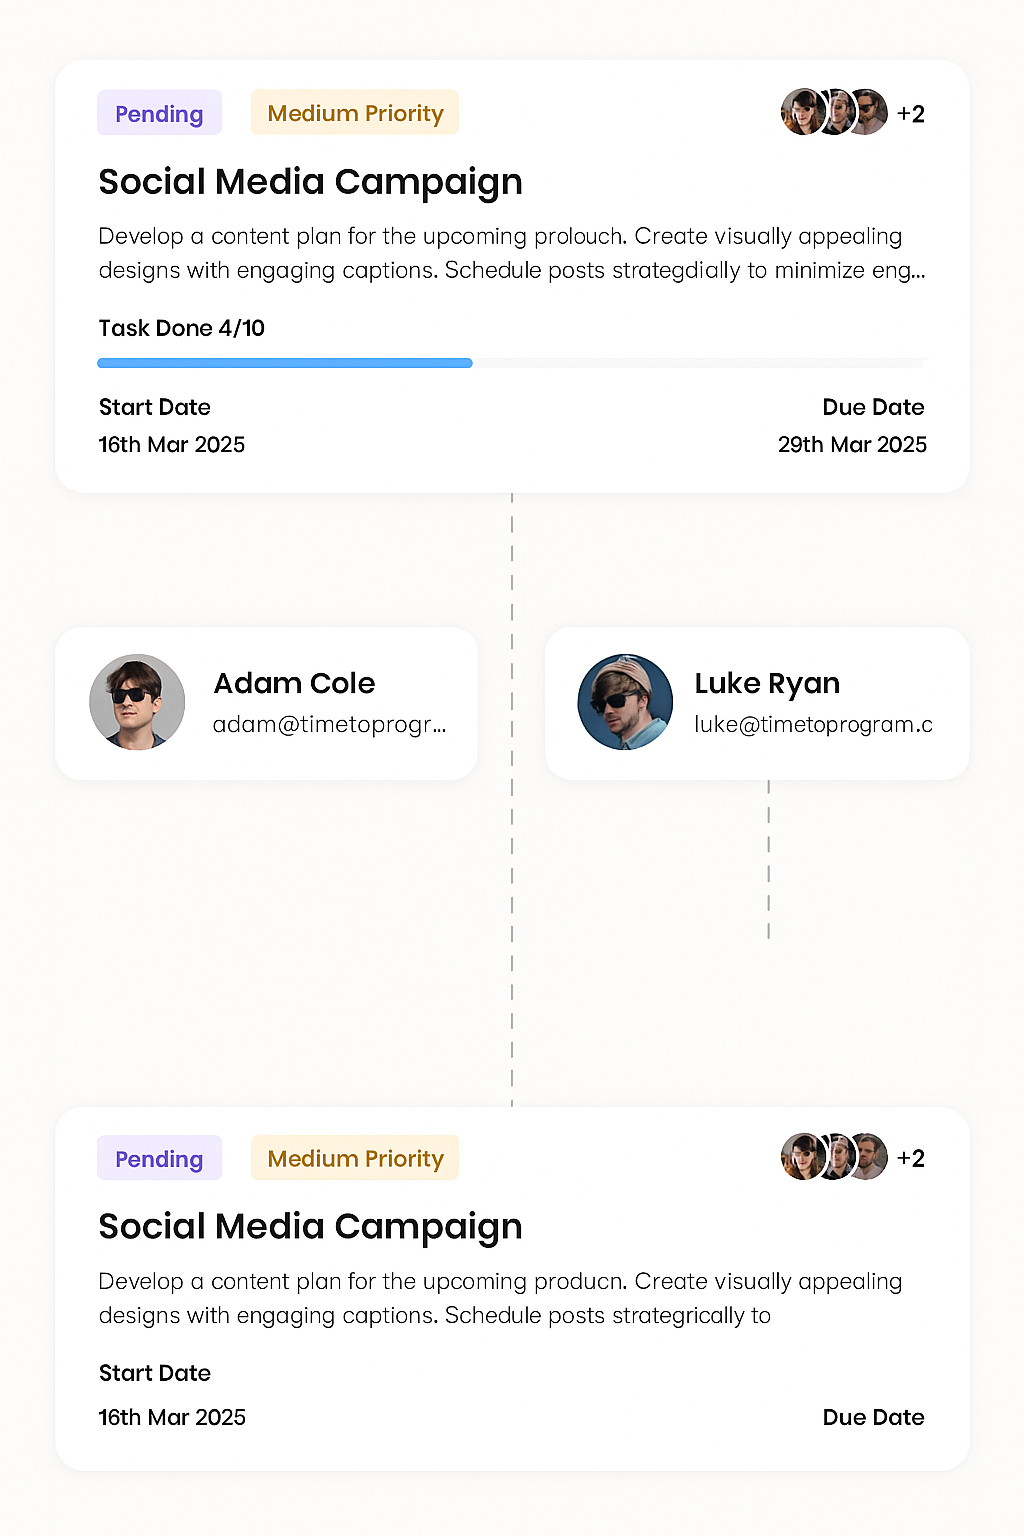 Pending Medium Priority +2
Social Media Campaign
Develop a content plan for the upcoming prolouch. Create visually appealing
designs with engaging captions. Schedule posts strategdially to minimize eng...
Task Done 4/10
Start Date Due Date
16th Mar 2025 29th Mar 2025
Adam Cole
adam@timetoprogr...
Luke Ryan
luke@timetoprogram.c
Pending Medium Priority +2
Social Media Campaign
Develop a content plan for the upcoming producn. Create visually appealing
designs with engaging captions. Schedule posts strategrically to
Start Date
16th Mar 2025 Due Date